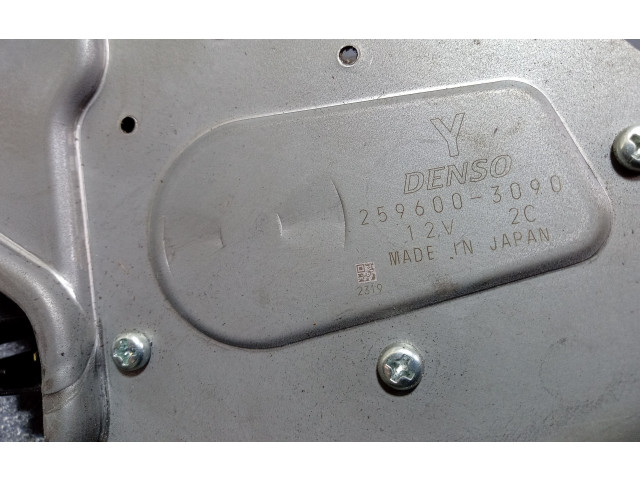 Y
DENSO
259600-3090
12V 2C
MADE IN JAPAN
2319